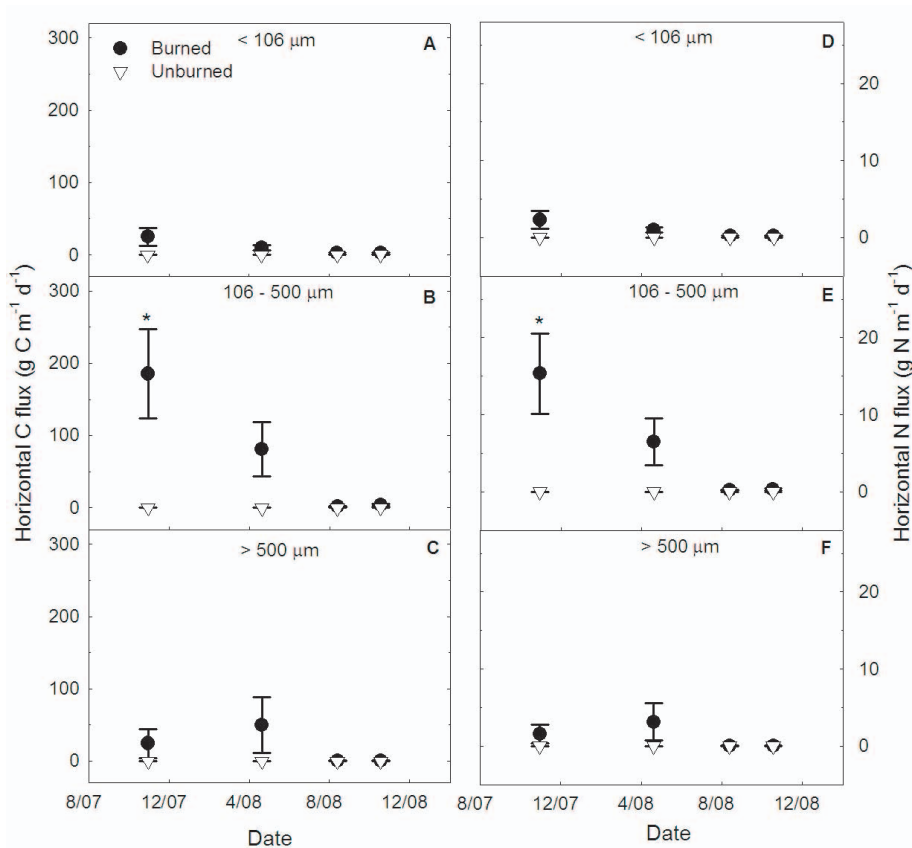 < 106 μm
A
Burned
Unburned
300
200
100
0
< 106 μm
D
20
10
0
106 - 500 μm
B
*
300
200
100
0
106 - 500 μm
E
*
20
10
0
> 500 μm
C
300
200
100
0
> 500 μm
F
20
10
0
Horizontal C flux (g C m⁻¹ d⁻¹)
Horizontal N flux (g N m⁻¹ d⁻¹)
8/07 12/07 4/08 8/08 12/08
Date
8/07 12/07 4/08 8/08 12/08
Date